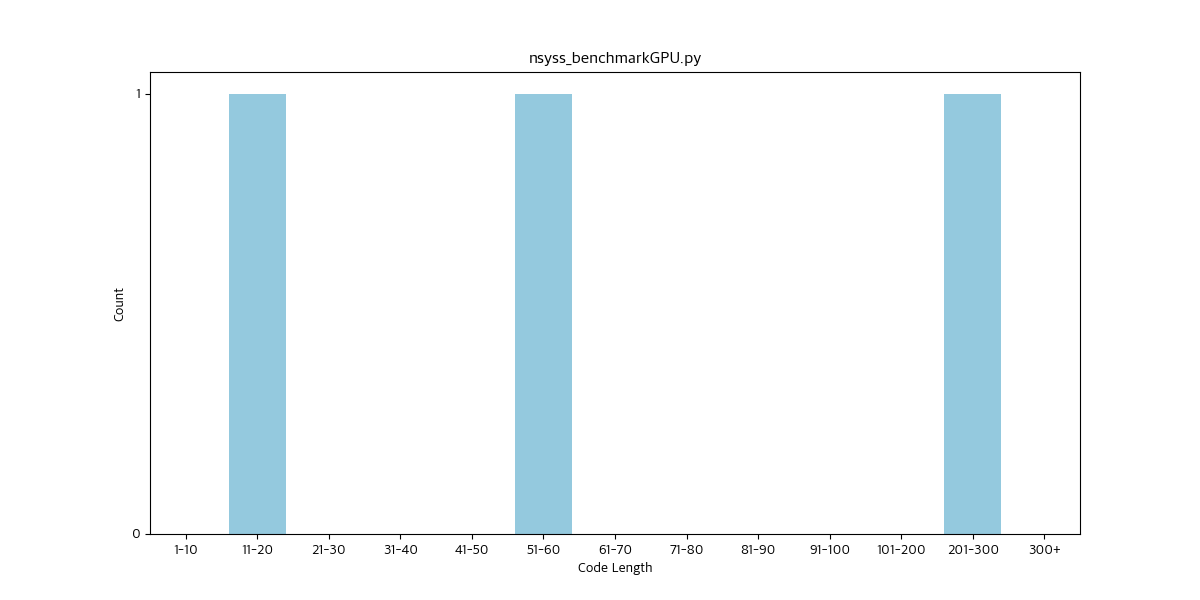 nsyss_benchmarkGPU.py
1
Count
0
1-10 11-20 21-30 31-40 41-50 51-60 61-70 71-80 81-90 91-100 101-200 201-300 300+
Code Length